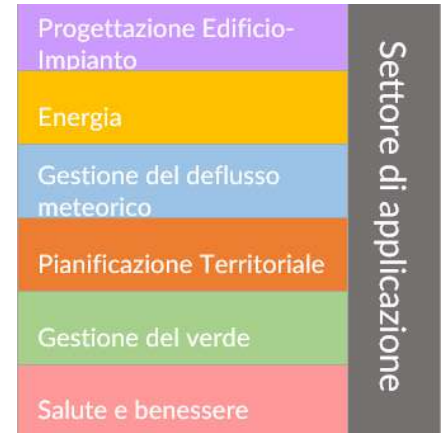 Progettazione Edificio-
Impianto
Energia
Gestione del deflusso
meteorico
Pianificazione Territoriale
Gestione del verde
Salute e benessere
Settore di applicazione